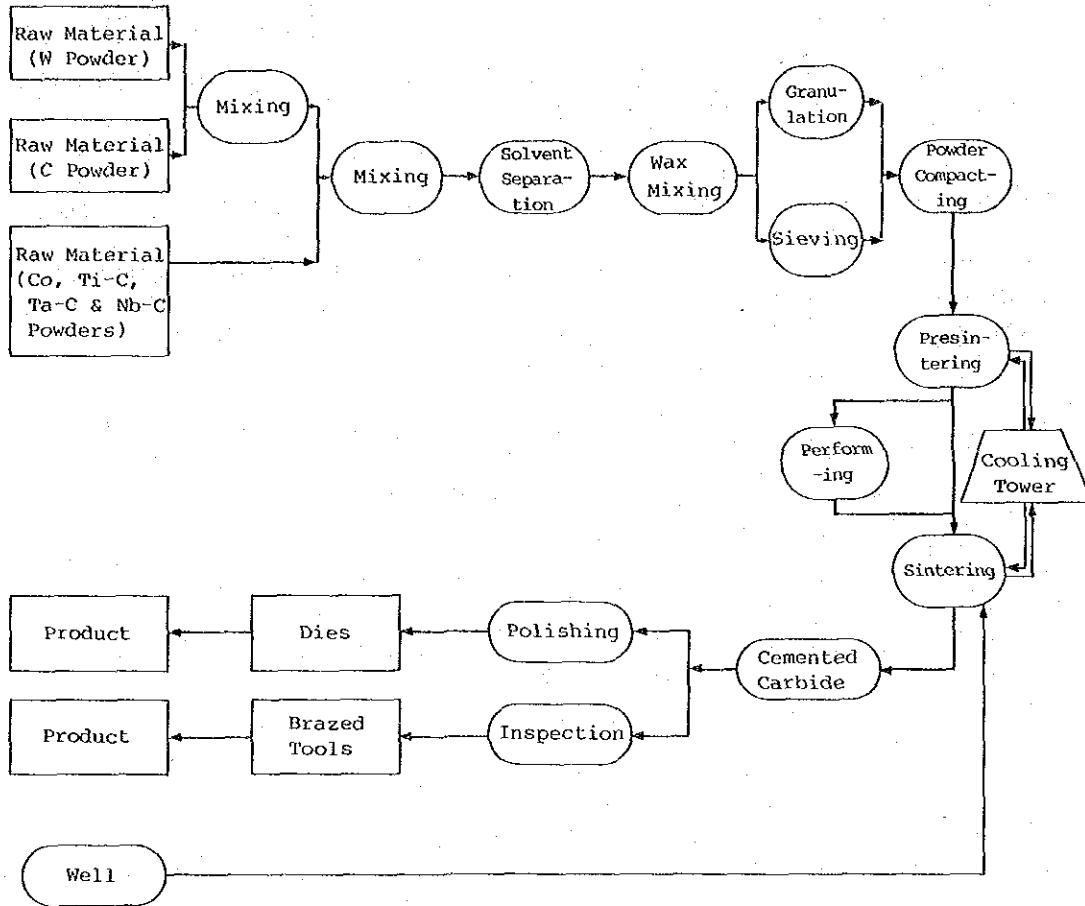 Raw Material
(W Powder)
Mixing
Raw Material
(C Powder)
Raw Material
(Co, Ti-C,
Ta-C & Nb-C
Powders)
Mixing
Solvent
Separa-
tion
Wax
Mixing
Granu-
lation
Sieving
Powder
Compact-
ing
Presin-
tering
Perform
-ing
Cooling
Tower
Sintering
Cemented
Carbide
Polishing
Dies
Product
Inspection
Brazed
Tools
Product
Well